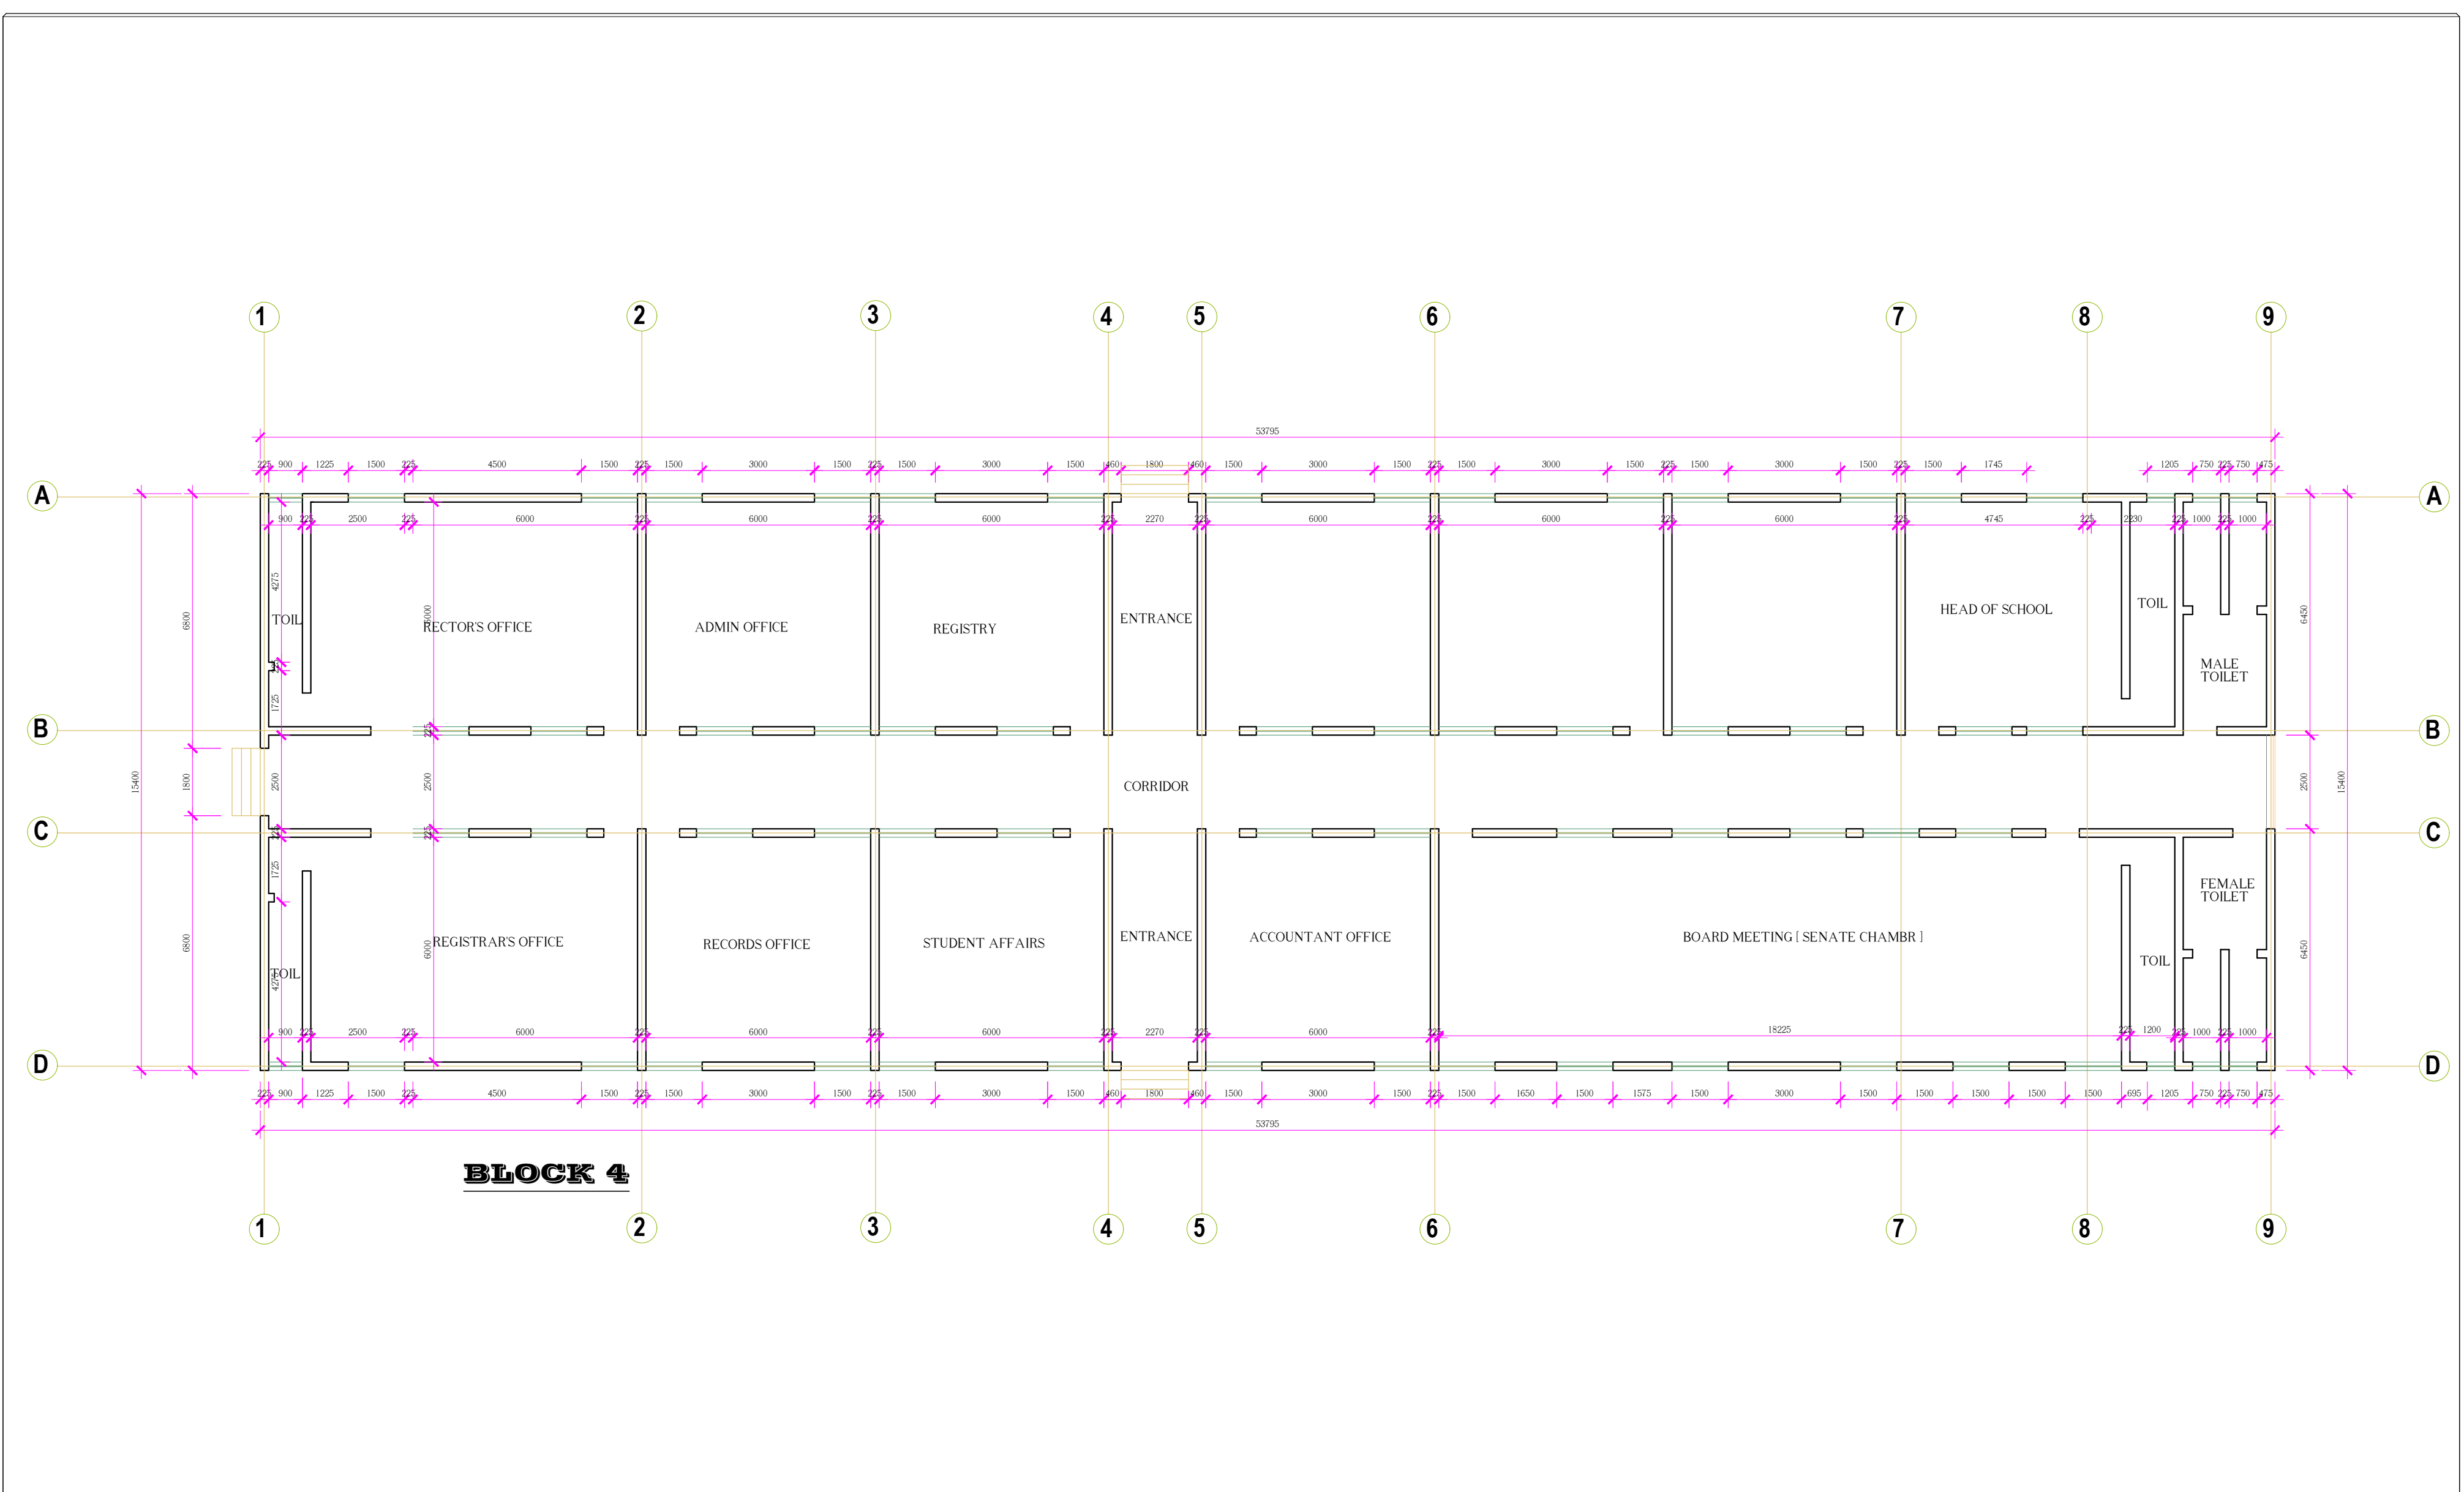 1 2 3 4 5 6 7 8 9
53795
225 900 1225 1500 225 4500 1500 225 1500 3000 1500 225 1500 3000 1500 460 1800 460 1500 3000 1500 225 1500 3000 1500 225 1500 3000 1500 225 1500 1745 1205 750 225 750 475
A A
900 225 2500 225 6000 225 6000 225 6000 225 2270 225 6000 225 6000 225 6000 225 4745 225 2230 225 1000 225 1000
4275
6800 6000 6450
TOIL RECTOR'S OFFICE ADMIN OFFICE REGISTRY ENTRANCE HEAD OF SCHOOL TOIL
MALE
TOILET
1725
B 225 B
15400 1800 2500 2500 CORRIDOR 2500 15400
C 225 225 C
1725
FEMALE
TOILET
6800 6000 6450
REGISTRAR'S OFFICE RECORDS OFFICE STUDENT AFFAIRS ENTRANCE ACCOUNTANT OFFICE BOARD MEETING [ SENATE CHAMBR ]
TOIL TOIL
4275
900 225 2500 225 6000 225 6000 225 6000 225 2270 225 6000 225 18225 225 1200 225 1000 225 1000
D D
225 900 1225 1500 225 4500 1500 225 1500 3000 1500 225 1500 3000 1500 460 1800 460 1500 3000 1500 225 1500 1650 1500 1575 1500 3000 1500 1500 1500 1500 1500 695 1205 750 225 750 475
53795
BLOCK 4
1 2 3 4 5 6 7 8 9